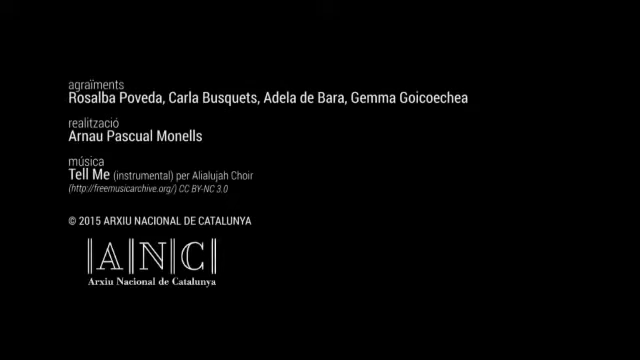 agraïments
Rosalba Poveda, Carla Busquets, Adela de Bara, Gemma Goicoechea
realització
Arnau Pascual Monells
música
Tell Me (instrumental) per Alialujah Choir
(http://freemusicarchive.org/) CC BY-NC 3.0
© 2015 ARXIU NACIONAL DE CATALUNYA
|A|N|C|
Arxiu Nacional de Catalunya